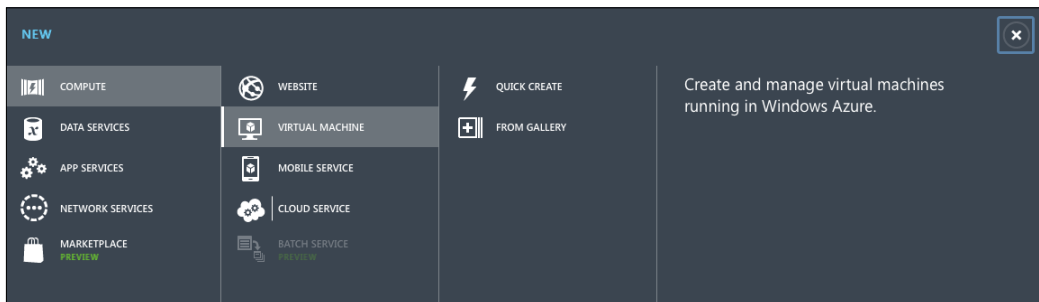 NEW
COMPUTE
DATA SERVICES
APP SERVICES
NETWORK SERVICES
MARKETPLACE
PREVIEW
WEBSITE
VIRTUAL MACHINE
MOBILE SERVICE
CLOUD SERVICE
BATCH SERVICE
PREVIEW
QUICK CREATE
FROM GALLERY
Create and manage virtual machines
running in Windows Azure.